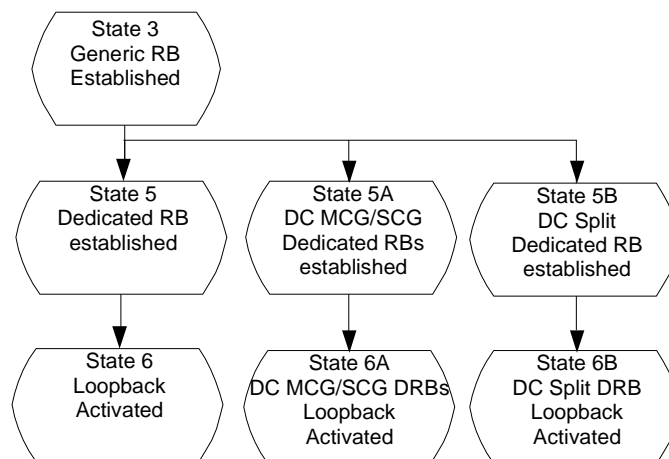 State 3
Generic RB
Established
State 5
Dedicated RB
established
State 5A
DC MCG/SCG
Dedicated RBs
established
State 5B
DC Split
Dedicated RB
established
State 6
Loopback
Activated
State 6A
DC MCG/SCG DRBs
Loopback
Activated
State 6B
DC Split DRB
Loopback
Activated